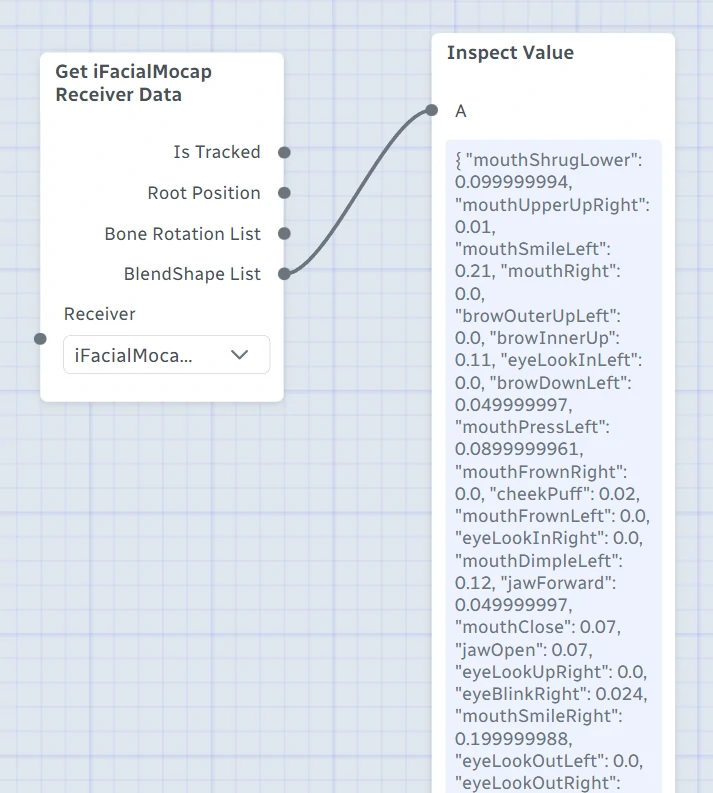 Get iFacialMocap
Receiver Data
Is Tracked
Root Position
Bone Rotation List
BlendShape List
Receiver
iFacialMoca...
Inspect Value
A
{ "mouthShrugLower":
0.099999994,
"mouthUpperUpRight":
0.01,
"mouthSmileLeft":
0.21, "mouthRight":
0.0,
"browOuterUpLeft":
0.0, "browInnerUp":
0.11, "eyeLookInLeft":
0.0, "browDownLeft":
0.049999997,
"mouthPressLeft":
0.0899999961,
"mouthFrownRight":
0.0, "cheekPuff": 0.02,
"mouthFrownLeft": 0.0,
"eyeLookInRight": 0.0,
"mouthDimpleLeft":
0.12, "jawForward":
0.049999997,
"mouthClose": 0.07,
"jawOpen": 0.07,
"eyeLookUpRight": 0.0,
"eyeBlinkRight": 0.024,
"mouthSmileRight":
0.199999988,
"eyeLookOutLeft": 0.0,
"eyeLookOutRight":